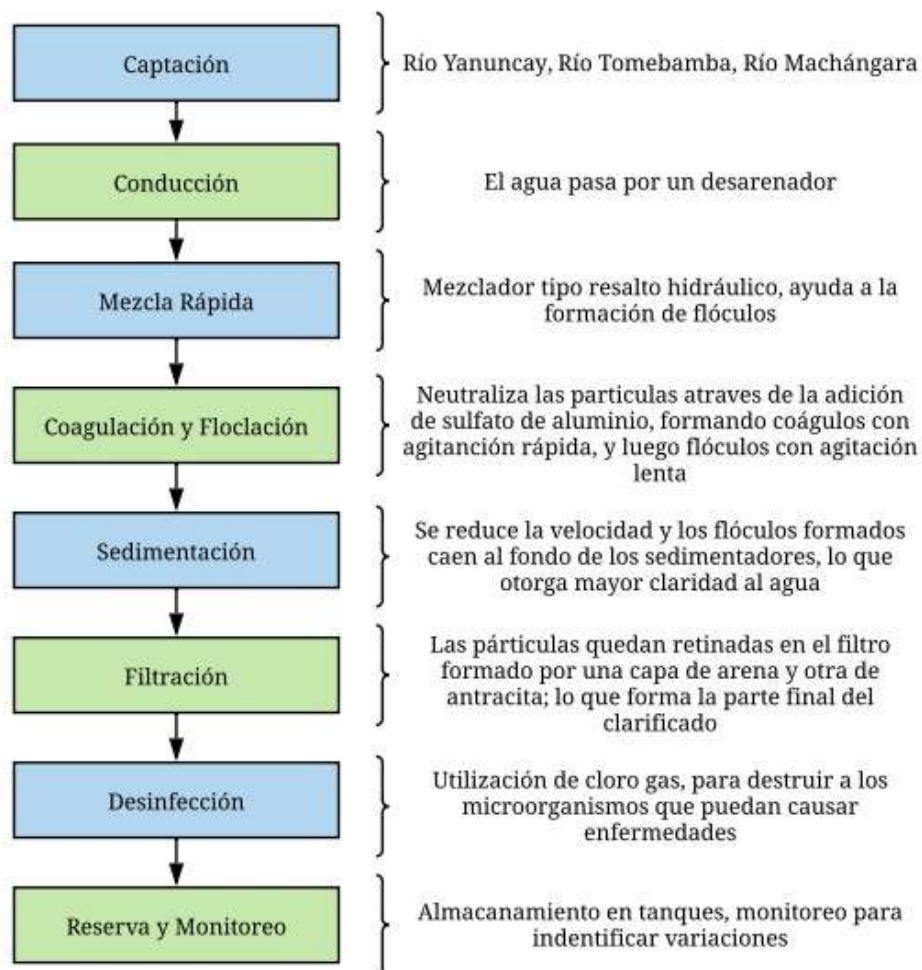 Captación
Río Yanuncay, Río Tomebamba, Río Machángara
Conducción
El agua pasa por un desarenador
Mezcla Rápida
Mezclador tipo resalto hidráulico, ayuda a la
formación de flóculos
Coagulación y Floclación
Neutraliza las particulas atraves de la adición
de sulfato de aluminio, formando coágulos con
agitanción rápida, y luego flóculos con agitación
lenta
Sedimentación
Se reduce la velocidad y los flóculos formados
caen al fondo de los sedimentadores, lo que
otorga mayor claridad al agua
Filtración
Las párticulas quedan retinadas en el filtro
formado por una capa de arena y otra de
antracita; lo que forma la parte final del
clarificado
Desinfección
Utilización de cloro gas, para destruir a los
microorganismos que puedan causar
enfermedades
Reserva y Monitoreo
Almacanamiento en tanques, monitoreo para
indentificar variaciones